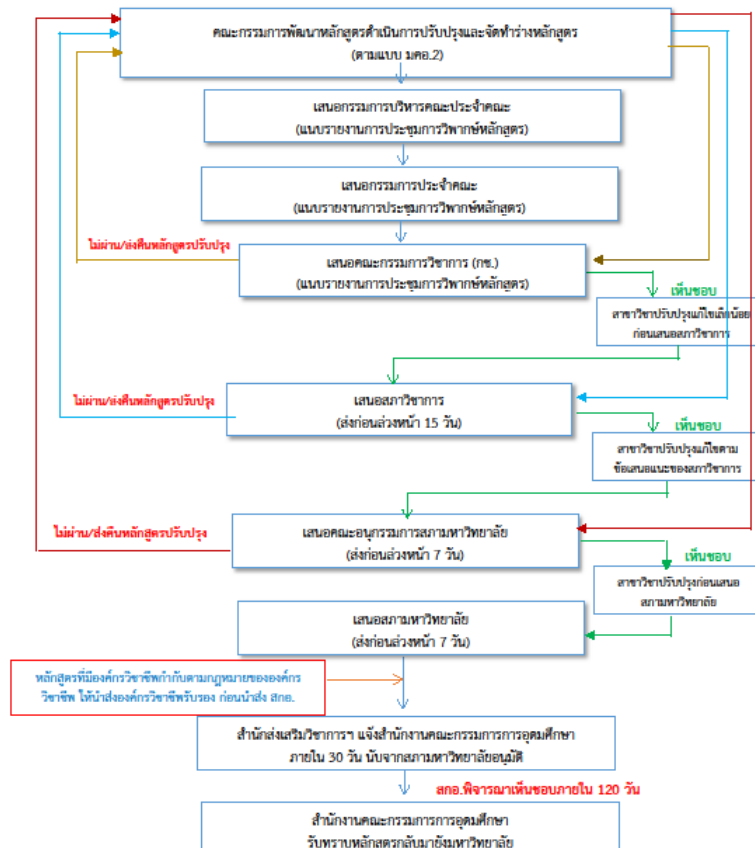 คณะกรรมการพัฒนาหลักสูตรดำเนินการปรับปรุงและจัดทำร่างหลักสูตร
(ตามแบบ มคอ.2)
เสนอกรรมการบริหารคณะประจำคณะ
(แนบรายงานการประชุมการวิพากษ์หลักสูตร)
เสนอกรรมการประจำคณะ
(แนบรายงานการประชุมการวิพากษ์หลักสูตร)
ไม่ผ่าน/ส่งคืนหลักสูตรปรับปรุง
เสนอคณะกรรมการวิชาการ (กช.)
(แนบรายงานการประชุมการวิพากษ์หลักสูตร)
เห็นชอบ
สาขาวิชาปรับปรุงแก้ไขเล็กน้อย
ก่อนเสนอสภาวิชาการ
ไม่ผ่าน/ส่งคืนหลักสูตรปรับปรุง
เสนอสภาวิชาการ
(ส่งก่อนล่วงหน้า 15 วัน)
เห็นชอบ
สาขาวิชาปรับปรุงแก้ไขตาม
ข้อเสนอแนะของสภาวิชาการ
ไม่ผ่าน/ส่งคืนหลักสูตรปรับปรุง
เสนอคณะอนุกรรมการสภามหาวิทยาลัย
(ส่งก่อนล่วงหน้า 7 วัน)
เห็นชอบ
สาขาวิชาปรับปรุงก่อนเสนอ
สภามหาวิทยาลัย
เสนอสภามหาวิทยาลัย
(ส่งก่อนล่วงหน้า 7 วัน)
หลักสูตรที่มีองค์กรวิชาชีพกำกับตามกฎหมายขององค์กร
วิชาชีพ ให้นำส่งองค์กรวิชาชีพรับรอง ก่อนนำส่ง สกอ.
สำนักส่งเสริมวิชาการฯ แจ้งสำนักงานคณะกรรมการการอุดมศึกษา
ภายใน 30 วัน นับจากสภามหาวิทยาลัยอนุมัติ
สกอ.พิจารณาเห็นชอบภายใน 120 วัน
สำนักงานคณะกรรมการการอุดมศึกษา
รับทราบหลักสูตรกลับมายังมหาวิทยาลัย